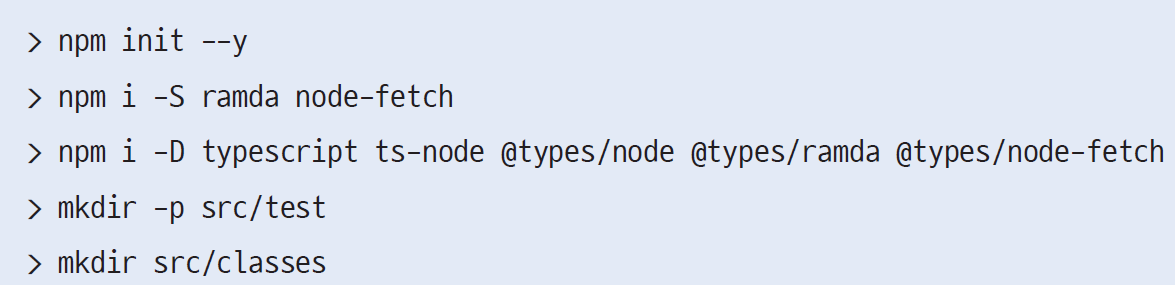 > npm init --y
> npm i -S ramda node-fetch
> npm i -D typescript ts-node @types/node @types/ramda @types/node-fetch
> mkdir -p src/test
> mkdir src/classes